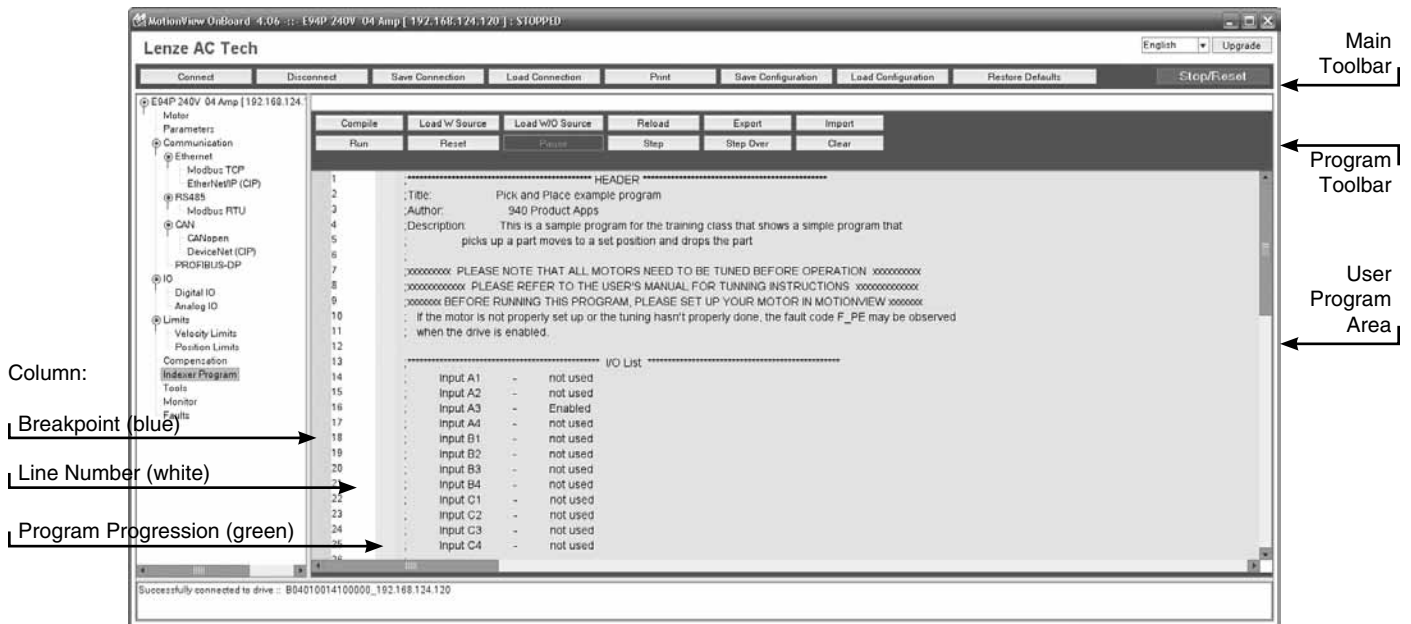 MotionView OnBoard 4.06 -::- E94P 240V 04 Amp [ 192.168.124.120 ] : STOPPED
Lenze AC Tech
English
Upgrade
Connect
Disconnect
Save Connection
Load Connection
Print
Save Configuration
Load Configuration
Restore Defaults
Stop/Reset
Main
Toolbar
E94P 240V 04 Amp [192.168.124.
Motor
Parameters
Communication
Ethernet
Modbus TCP
EtherNet/IP (CIP)
RS485
Modbus RTU
CAN
CANopen
DeviceNet (CIP)
PROFIBUS-DP
IO
Digital IO
Analog IO
Limits
Velocity Limits
Position Limits
Compensation
Indexer Program
Tools
Monitor
Faults
Compile
Load W Source
Load W/O Source
Reload
Export
Import
Run
Reset
Pause
Step
Step Over
Clear
Program
Toolbar
1 ;******************************************** HEADER ********************************************
2 ;Title: Pick and Place example program
3 ;Author: 940 Product Apps
4 ;Description: This is a sample program for the training class that shows a simple program that
5 ; picks up a part moves to a set position and drops the part
6 ;
7 ;xxxxxxxxx PLEASE NOTE THAT ALL MOTORS NEED TO BE TUNED BEFORE OPERATION xxxxxxxxxx
8 ;xxxxxxxxxxxx PLEASE REFER TO THE USER'S MANUAL FOR TUNNING INSTRUCTIONS xxxxxxxxxxxxx
9 ;xxxxxxx BEFORE RUNNING THIS PROGRAM, PLEASE SET UP YOUR MOTOR IN MOTIONVIEW xxxxxxx
10 ; If the motor is not properly set up or the tuning hasn't properly done, the fault code F_PE may be observed
11 ; when the drive is enabled.
12
13 ;********************************************** I/O List **********************************************
14 ; Input A1 - not used
15 ; Input A2 - not used
16 ; Input A3 - Enabled
17 ; Input A4 - not used
18 ; Input B1 - not used
19 ; Input B2 - not used
20 ; Input B3 - not used
21 ; Input B4 - not used
22 ; Input C1 - not used
23 ; Input C2 - not used
24 ; Input C3 - not used
25 ; Input C4 - not used
26
User
Program
Area
Column:
Breakpoint (blue)
Line Number (white)
Program Progression (green)
Successfully connected to drive :: B04010014100000_192.168.124.120